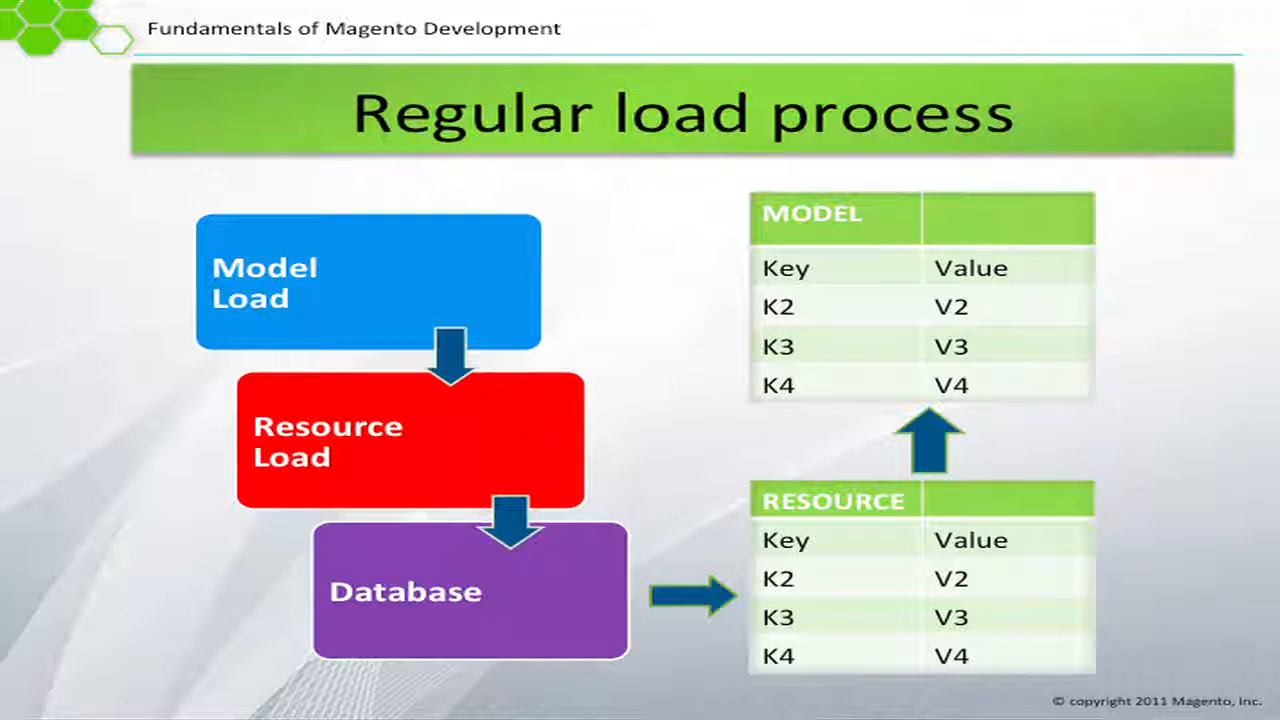 Fundamentals of Magento Development
Regular load process
Model
Load
Resource
Load
Database
MODEL
Key Value
K2 V2
K3 V3
K4 V4
RESOURCE
Key Value
K2 V2
K3 V3
K4 V4
© copyright 2011 Magento, Inc.